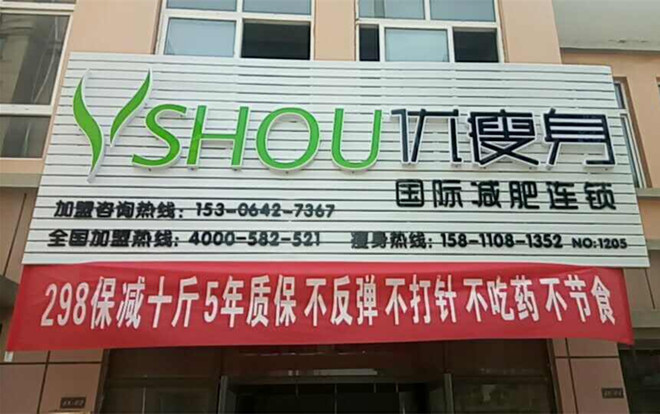 YSHOU优瘦身
国际减肥连锁
加盟咨询热线：153-0642-7367
全国加盟热线：4000-582-521 瘦身热线：158-1108-1352 NO:1205
298保减十斤5年质保 不反弹 不打针 不吃药 不节食